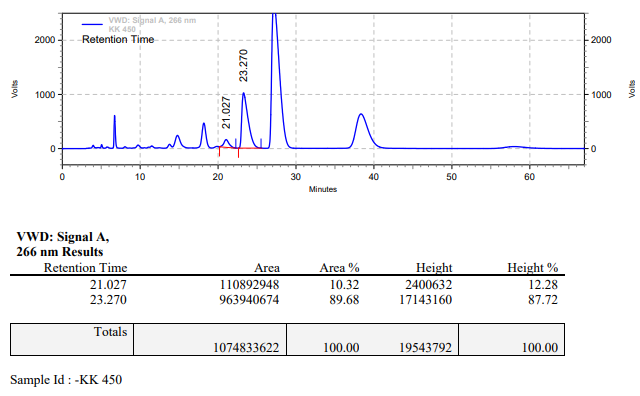 VWD: Signal A, 266 nm
KK 450
Retention Time
2000
1000
0
Volts
21.027
23.270
2000
1000
0
Volts
0 10 20 30 40 50 60
Minutes
VWD: Signal A,
266 nm Results
Retention Time Area Area % Height Height %
21.027 110892948 10.32 2400632 12.28
23.270 963940674 89.68 17143160 87.72
Totals
1074833622 100.00 19543792 100.00
Sample Id : -KK 450